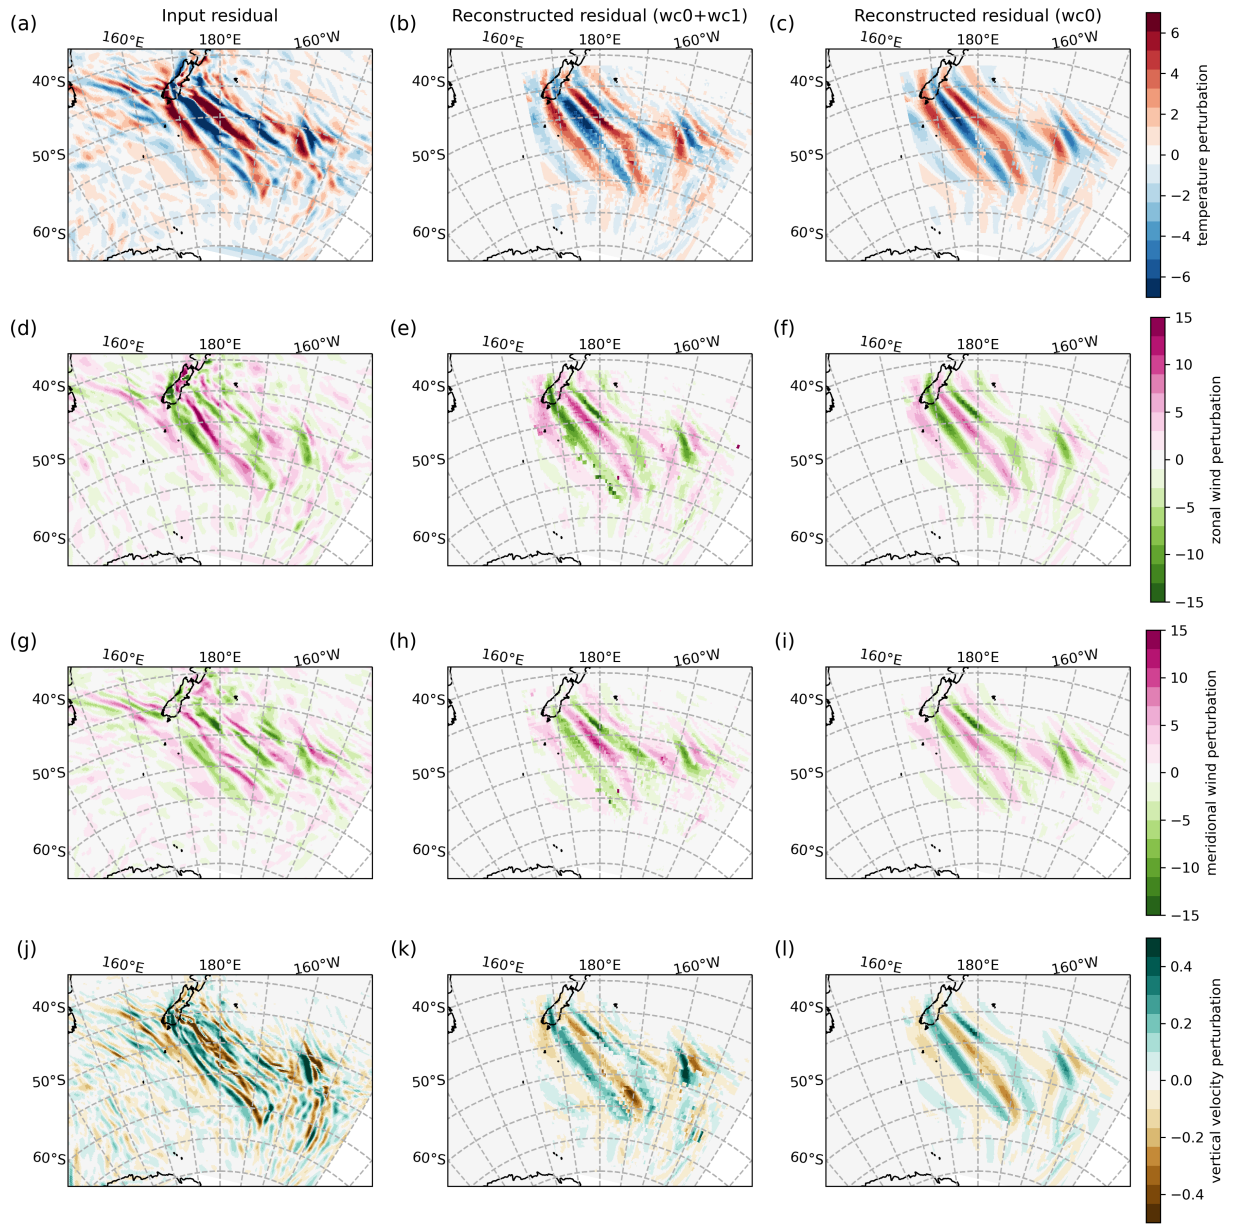 (a) Input residual (b) Reconstructed residual (wc0+wc1) (c) Reconstructed residual (wc0)
160°E 180°E 160°W 160°E 180°E 160°W 160°E 180°E 160°W
40°S 40°S 40°S
50°S 50°S 50°S
60°S 60°S 60°S
6
4
2
0
−2
−4
−6
temperature perturbation
(d) (e) (f)
160°E 180°E 160°W 160°E 180°E 160°W 160°E 180°E 160°W
40°S 40°S 40°S
50°S 50°S 50°S
60°S 60°S 60°S
15
10
5
0
−5
−10
−15
zonal wind perturbation
(g) (h) (i)
160°E 180°E 160°W 160°E 180°E 160°W 160°E 180°E 160°W
40°S 40°S 40°S
50°S 50°S 50°S
60°S 60°S 60°S
15
10
5
0
−5
−10
−15
meridional wind perturbation
(j) (k) (l)
160°E 180°E 160°W 160°E 180°E 160°W 160°E 180°E 160°W
40°S 40°S 40°S
50°S 50°S 50°S
60°S 60°S 60°S
0.4
0.2
0.0
−0.2
−0.4
vertical velocity perturbation